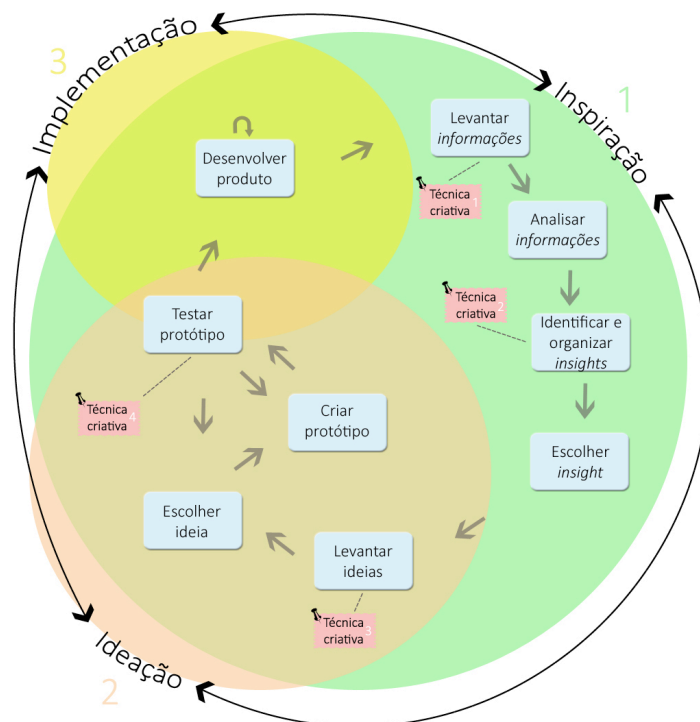 3
Implementação
1
Inspiração
Levantar
informações
Técnica
criativa 1
Analisar
informações
Técnica
criativa 2
Identificar e
organizar
insights
Escolher
insight
Desenvolver
produto
Testar
protótipo
Técnica
criativa 4
Criar
protótipo
Escolher
ideia
Levantar
ideias
Técnica
criativa 3
Ideação
2